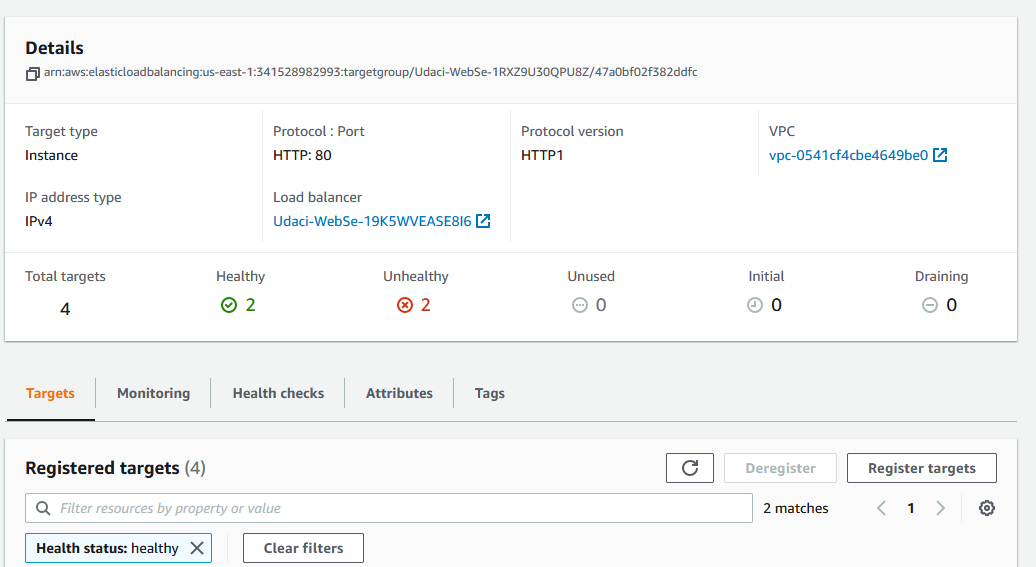 Details
arn:aws:elasticloadbalancing:us-east-1:341528982993:targetgroup/Udaci-WebSe-1RXZ9U30QPU8Z/47a0bf02f382ddfc
Target type
Instance
Protocol : Port
HTTP: 80
Protocol version
HTTP1
VPC
vpc-0541cf4cbe4649be0
IP address type
IPv4
Load balancer
Udaci-WebSe-19K5WVEASE8I6
Total targets
4
Healthy
2
Unhealthy
2
Unused
0
Initial
0
Draining
0
Targets
Monitoring
Health checks
Attributes
Tags
Registered targets (4)
Deregister
Register targets
Filter resources by property or value
2 matches
1
Health status: healthy
Clear filters